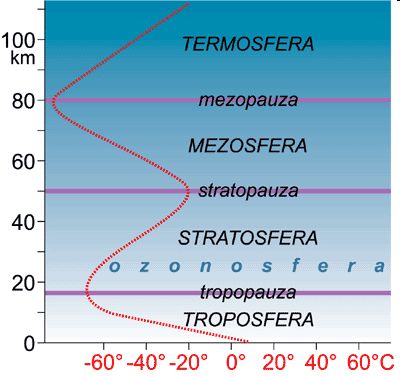 100
km
TERMOSFERA
80
mezopauza
MEZOSFERA
60
stratopauza
40
STRATOSFERA
o z o n o s f e r a
20
tropopauza
TROPOSFERA
0
-60° -40° -20° 0° 20° 40° 60°C